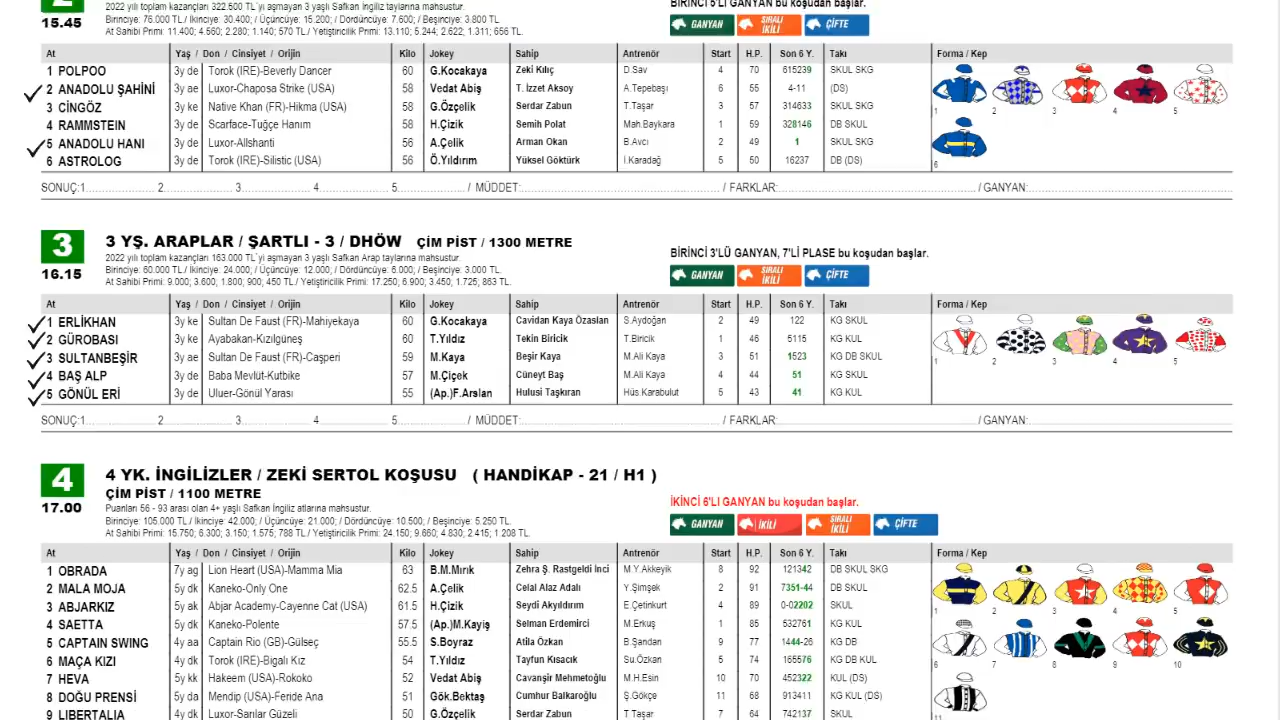 2022 yılı toplam kazançları 322.500 TL'yi aşmayan 3 yaşlı Safkan İngiliz taylarına mahsustur.
BİRİNCİ 5'Lİ GANYAN bu koşudan başlar.
15.45
Birinciye: 76.000 TL / İkinciye: 30.400; / Üçüncüye: 15.200; / Dördüncüye: 7.600; / Beşinciye: 3.800 TL
At Sahibi Primi: 11.400; 4.560; 2.280; 1.140; 570 TL / Yetiştiricilik Primi: 13.110; 5.244; 2.622; 1.311; 656 TL.
GANYAN SIRALI İKİLİ ÇİFTE
At Yaş / Don / Cinsiyet / Orijin Kilo Jokey Sahip Antrenör Start H.P. Son 6 Y. Takı Forma / Kep
1 POLPOO 3y de Torok (IRE)-Beverly Dancer 60 G.Kocakaya Zeki Kılıç D.Sav 4 70 615239 SKUL SKG
2 ANADOLU ŞAHİNİ 3y ae Luxor-Chaposa Strike (USA) 58 Vedat Abiş T. İzzet Aksoy A.Tepebaşı 6 55 4-11 (DS)
3 CİNGÖZ 3y ke Native Khan (FR)-Hikma (USA) 58 G.Özçelik Serdar Zabun T.Taşar 3 57 314633 SKUL SKG
4 RAMMSTEIN 3y de Scarface-Tuğçe Hanım 58 H.Çizik Semih Polat Mah.Baykara 1 59 328146 DB SKUL
5 ANADOLU HANI 3y de Luxor-Allshanti 56 A.Çelik Arman Okan B.Avcı 2 49 1 SKUL SKG
6 ASTROLOG 3y de Torok (IRE)-Silistic (USA) 56 Ö.Yıldırım Yüksel Göktürk İ.Karadağ 5 50 16237 DB (DS)
1 2 3 4 5
6
SONUÇ:1 2 3 4 5 / MÜDDET: / FARKLAR: / GANYAN:
3 3 YŞ. ARAPLAR / ŞARTLI - 3 / DHÖW ÇİM PİST / 1300 METRE
BİRİNCİ 3'LÜ GANYAN, 7'Lİ PLASE bu koşudan başlar.
2022 yılı toplam kazançları 163.000 TL'yi aşmayan 3 yaşlı Safkan Arap taylarına mahsustur.
16.15
Birinciye: 60.000 TL / İkinciye: 24.000; / Üçüncüye: 12.000; / Dördüncüye: 6.000; / Beşinciye: 3.000 TL.
At Sahibi Primi: 9.000; 3.600; 1.800; 900; 450 TL / Yetiştiricilik Primi: 17.250; 6.900; 3.450; 1.725; 863 TL.
GANYAN SIRALI İKİLİ ÇİFTE
At Yaş / Don / Cinsiyet / Orijin Kilo Jokey Sahip Antrenör Start H.P. Son 6 Y. Takı Forma / Kep
1 ERLİKHAN 3y ke Sultan De Faust (FR)-Mahiyekaya 60 G.Kocakaya Cavidan Kaya Özaslan S.Aydoğan 2 49 122 KG SKUL
2 GÜROBASI 3y ke Ayabakan-Kızılgüneş 60 T.Yıldız Tekin Biricik T.Biricik 1 46 5115 KG KUL
3 SULTANBEŞİR 3y ae Sultan De Faust (FR)-Caşperi 59 M.Kaya Beşir Kaya M.Ali Kaya 3 51 1523 KG DB SKUL
4 BAŞ ALP 3y de Baba Mevlüt-Kutbike 57 M.Çiçek Cüneyt Baş M.Ali Kaya 4 44 51 KG SKUL
5 GÖNÜL ERİ 3y de Uluer-Gönül Yarası 55 (Ap.)F.Arslan Hulusi Taşkıran Hüs.Karabulut 5 43 41 KG KUL
1 2 3 4 5
SONUÇ:1 2 3 4 5 / MÜDDET: / FARKLAR: / GANYAN:
4 4 YK. İNGİLİZLER / ZEKİ SERTOL KOŞUSU ( HANDİKAP - 21 / H1 )
ÇİM PİST / 1100 METRE
İKİNCİ 6'LI GANYAN bu koşudan başlar.
17.00
Puanları 56 - 93 arası olan 4+ yaşlı Safkan İngiliz atlarına mahsustur.
Birinciye: 105.000 TL / İkinciye: 42.000; / Üçüncüye: 21.000; / Dördüncüye: 10.500; / Beşinciye: 5.250 TL.
At Sahibi Primi: 15.750; 6.300; 3.150; 1.575; 788 TL / Yetiştiricilik Primi: 24.150; 9.660; 4.830; 2.415; 1.208 TL.
GANYAN İKİLİ SIRALI İKİLİ ÇİFTE
At Yaş / Don / Cinsiyet / Orijin Kilo Jokey Sahip Antrenör Start H.P. Son 6 Y. Takı Forma / Kep
1 OBRADA 7y ag Lion Heart (USA)-Mamma Mia 63 B.M.Mırık Zehra Ş. Rastgeldi İnci M.Y.Akkeyik 8 92 121342 DB SKUL SKG
2 MALA MOJA 5y dk Kaneko-Only One 62.5 A.Çelik Celal Alaz Adalı Y.Şimşek 2 91 7351-44 DB SKUL
3 ABJARKIZ 5y ak Abjar Academy-Cayenne Cat (USA) 61.5 H.Çizik Seydi Akyıldırım E.Çetinkurt 4 89 0-02202 SKUL
4 SAETTA 5y dk Kaneko-Polente 57.5 (Ap.)M.Kayiş Selman Erdemirci M.Erkuş 1 85 532761 KG KUL
5 CAPTAIN SWING 4y aa Captain Rio (GB)-Gülseç 55.5 S.Boyraz Atila Özkan B.Şandan 9 77 1444-26 KG DB
6 MAÇA KIZI 4y dk Torok (IRE)-Bigalı Kız 54 T.Yıldız Tayfun Kısacık Su.Özkan 5 74 165576 KG DB KUL
7 HEVA 5y kk Hakeem (USA)-Rokoko 52 Vedat Abiş Cavanşir Mehmetoğlu M.H.Esin 10 70 452322 KUL (DS)
8 DOĞU PRENSİ 5y da Mendip (USA)-Feride Ana 51 Gök.Bektaş Cumhur Balkaroğlu Ş.Gökçe 11 68 913411 KG KUL (DS)
9 LIBERTALIA 4y dk Luxor-Sarılar Güzeli 50 G.Özçelik Serdar Zabun T.Taşar 7 64 742137 SKUL
1 2 3 4 5
6 7 8 9 10